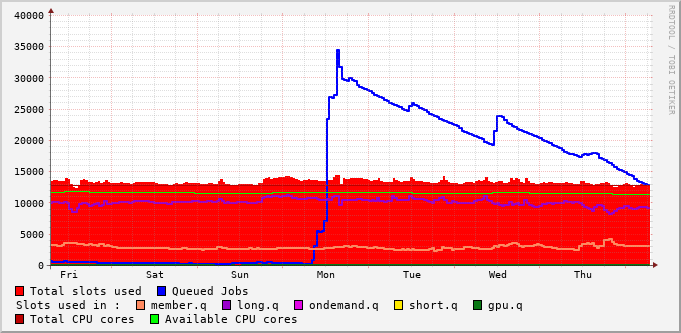 40000
35000
30000
25000
20000
15000
10000
5000
0
Fri Sat Sun Mon Tue Wed Thu
RRDTOOL / TOBI OETIKER
Total slots used Queued Jobs
Slots used in : member.q long.q ondemand.q short.q gpu.q
Total CPU cores Available CPU cores